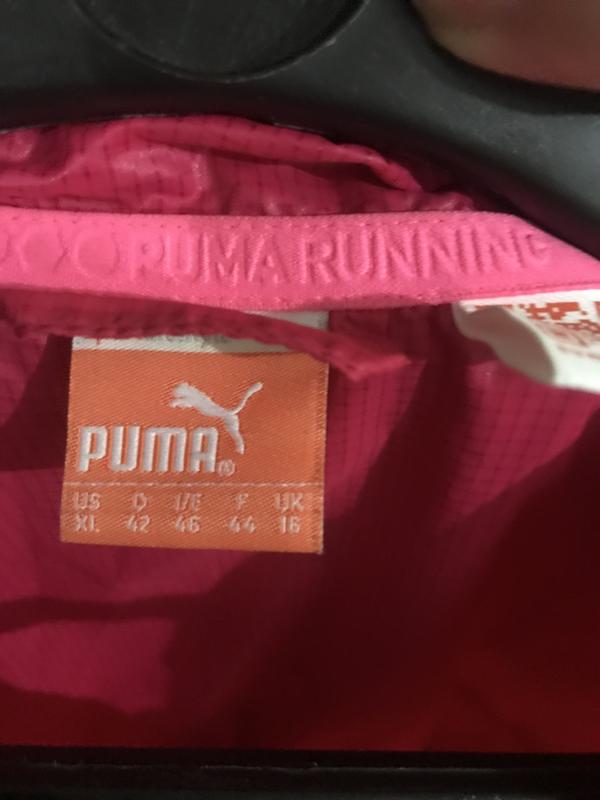 PUMA RUNNING
PUMA®
US D I/E F UK
XL 42 46 44 16